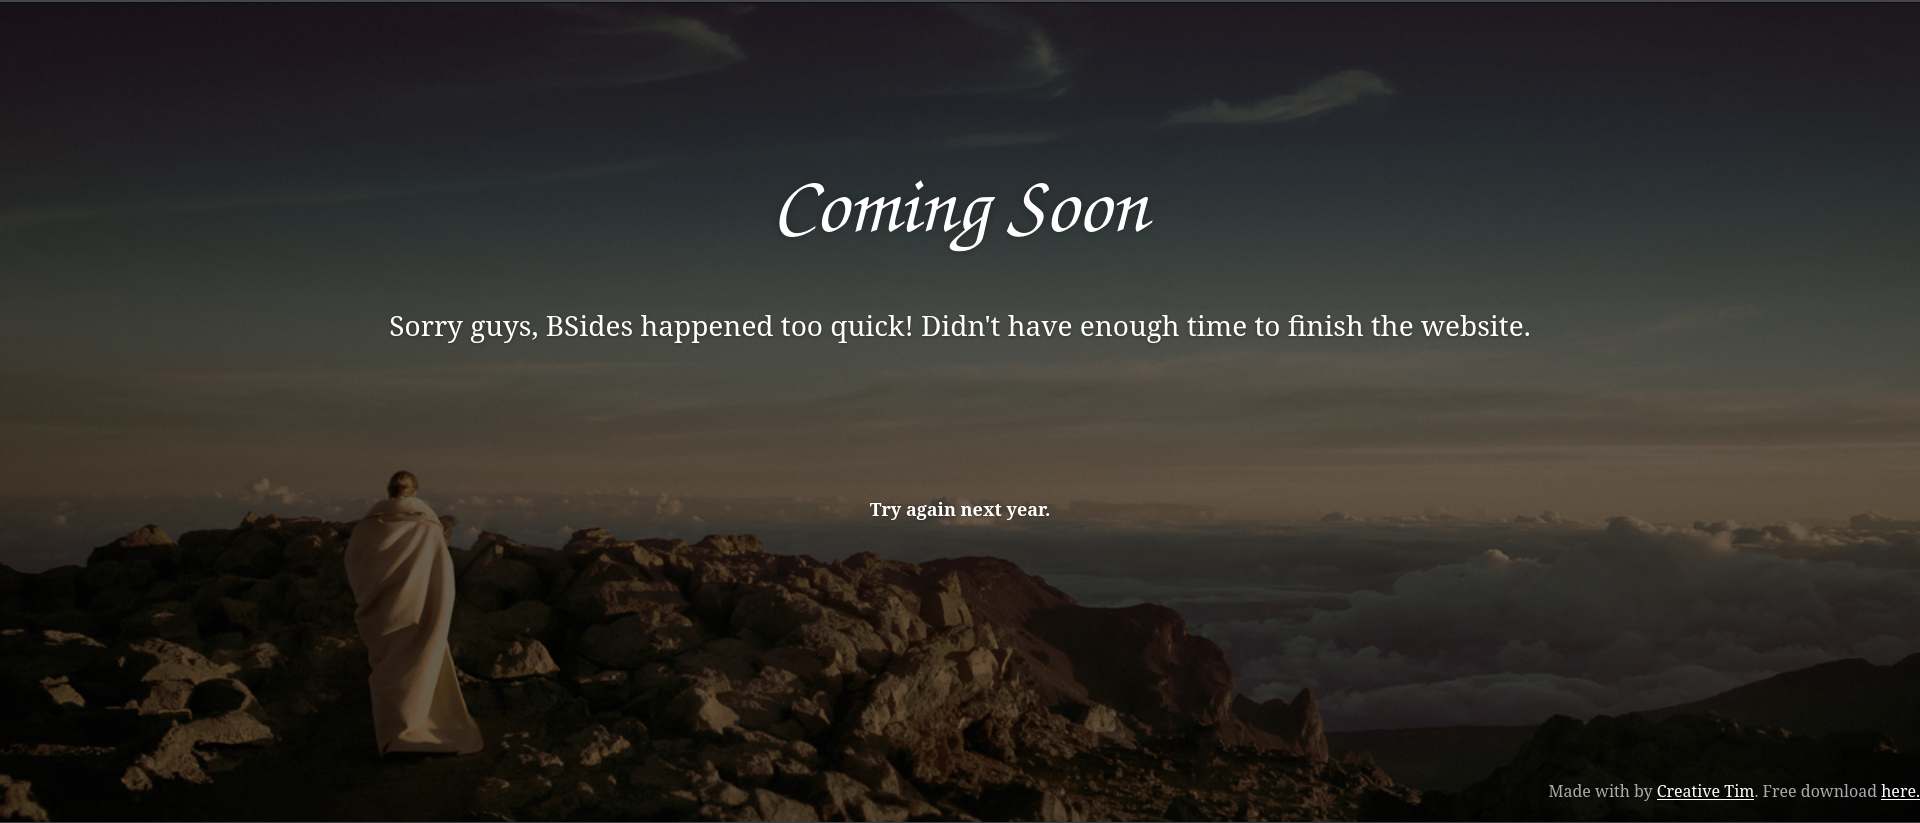 Coming Soon
Sorry guys, BSides happened too quick! Didn't have enough time to finish the website.
Try again next year.
Made with by Creative Tim. Free download here.